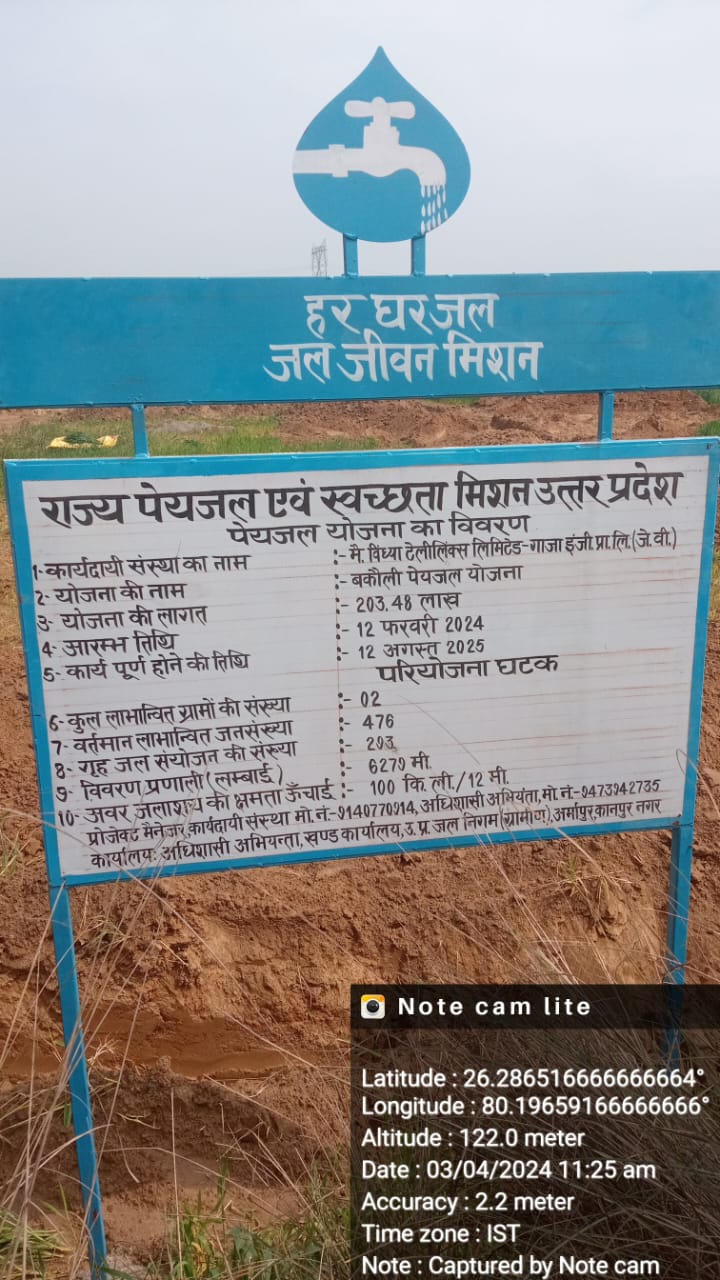 हर घर जल
जल जीवन मिशन
राज्य पेयजल एवं स्वच्छता मिशन उत्तर प्रदेश
पेयजल योजना का विवरण
1- कार्यदायी संस्था का नाम :- मै. विंध्या टेलीलिंक्स लिमिटेड-गाजा इंजी.प्रा.लि.(जे.वी.)
2- योजना की नाम :- बकौली पेयजल योजना
3- योजना की लागत :- 203.48 लाख
4- आरम्भ तिथि :- 12 फरवरी 2024
5- कार्य पूर्ण होने की तिथि :- 12 अगस्त 2025
परियोजना घटक
6- कुल लाभान्वित ग्रामों की संख्या :- 02
7- वर्तमान लाभान्वित जनसंख्या :- 476
8- गृह जल संयोजन की संख्या :- 203
9- विवरण प्रणाली (लम्बाई) :- 6279 मी.
10- अवर जलाशय की क्षमता ऊँचाई :- 100 कि.ली./12 मी.
प्रोजेक्ट मैनेजर, कार्यदायी संस्था मो.नं.-9140770914, अधिशासी अभियंता मो.नं.-9473942735
कार्यालय: अधिशासी अभियन्ता, खण्ड कार्यालय, उ.प्र. जल निगम (ग्रामीण), अर्मापुर, कानपुर नगर
Note cam lite
Latitude : 26.286516666666664°
Longitude : 80.19659166666666°
Altitude : 122.0 meter
Date : 03/04/2024 11:25 am
Accuracy : 2.2 meter
Time zone : IST
Note : Captured by Note cam